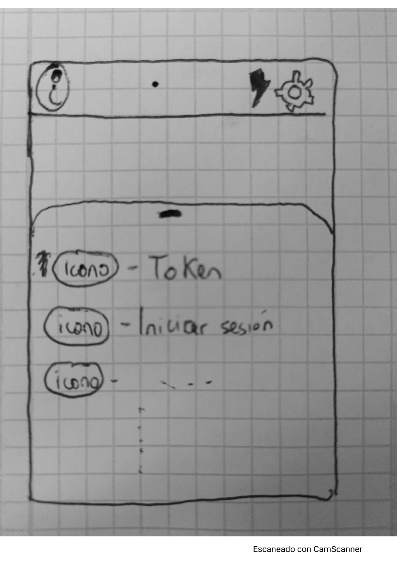 i
icono - Token
icono - Iniciar sesión
icono -
Escaneado con CamScanner